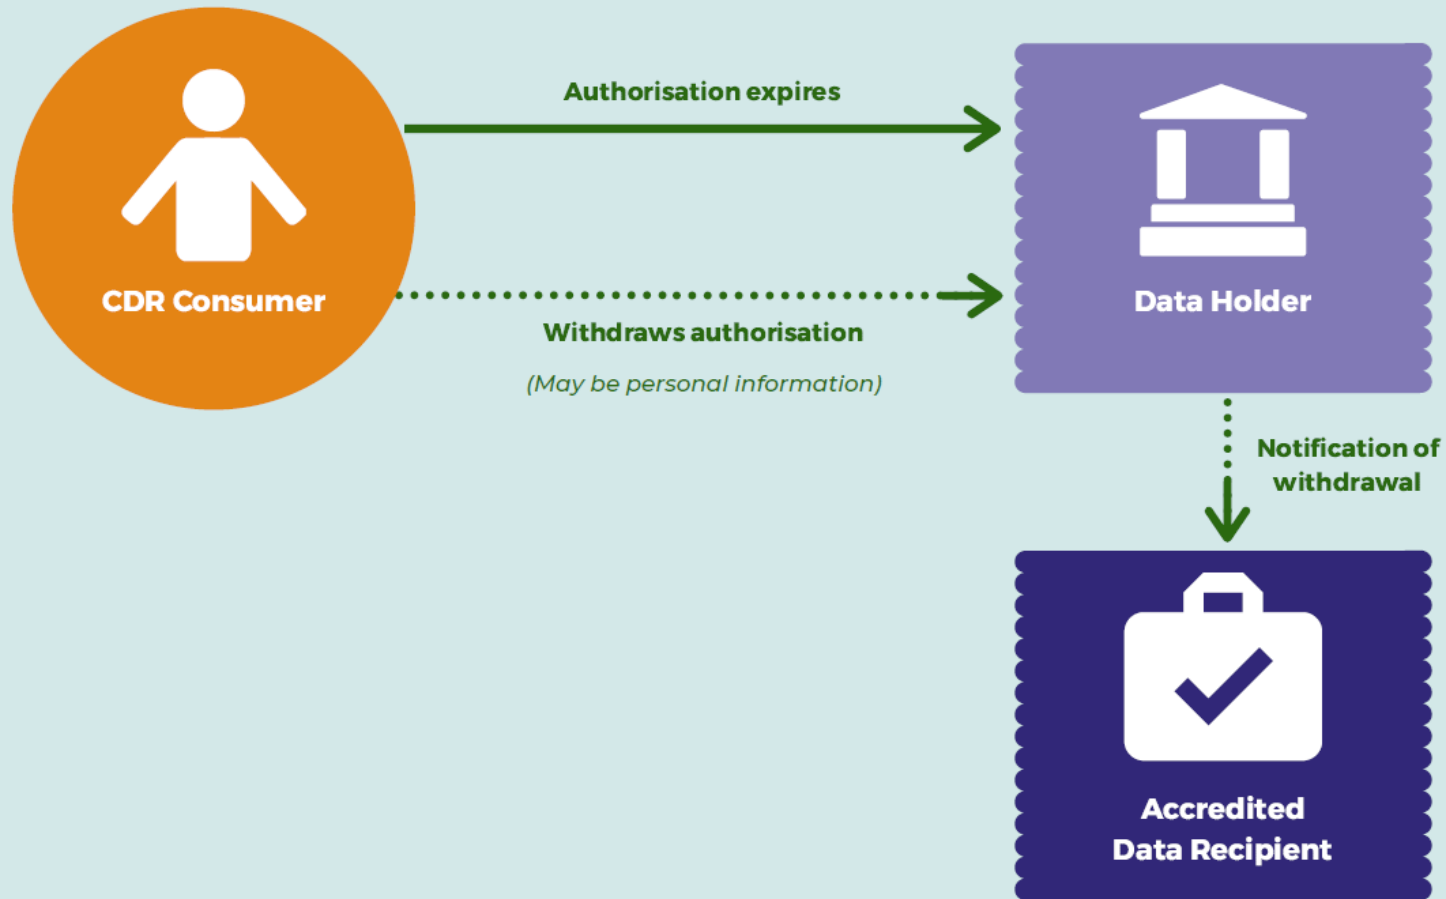 Authorisation expires
CDR Consumer
Withdraws authorisation
(May be personal information)
Data Holder
Notification of
withdrawal
Accredited
Data Recipient